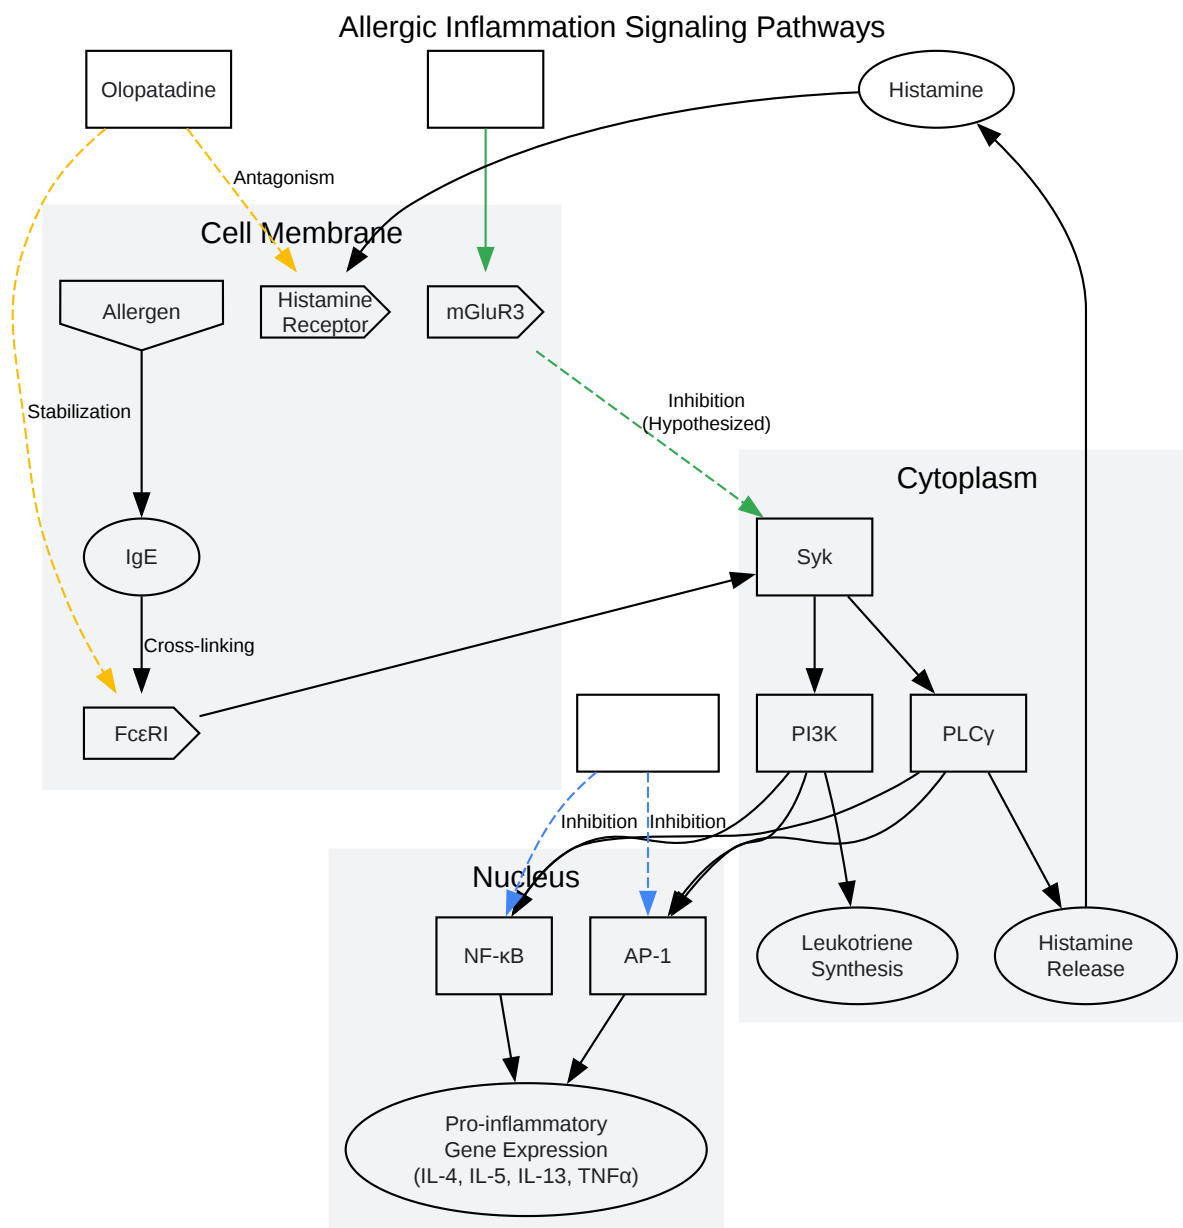 Allergic Inflammation Signaling Pathways
Olopatadine
Histamine
Antagonism
Cell Membrane
Allergen
Histamine
Receptor
mGluR3
Stabilization
Inhibition
(Hypothesized)
Cytoplasm
IgE
Syk
Cross-linking
FcεRI
PI3K
PLCγ
Inhibition
Inhibition
Nucleus
NF-κB
AP-1
Leukotriene
Synthesis
Histamine
Release
Pro-inflammatory
Gene Expression
(IL-4, IL-5, IL-13, TNFα)